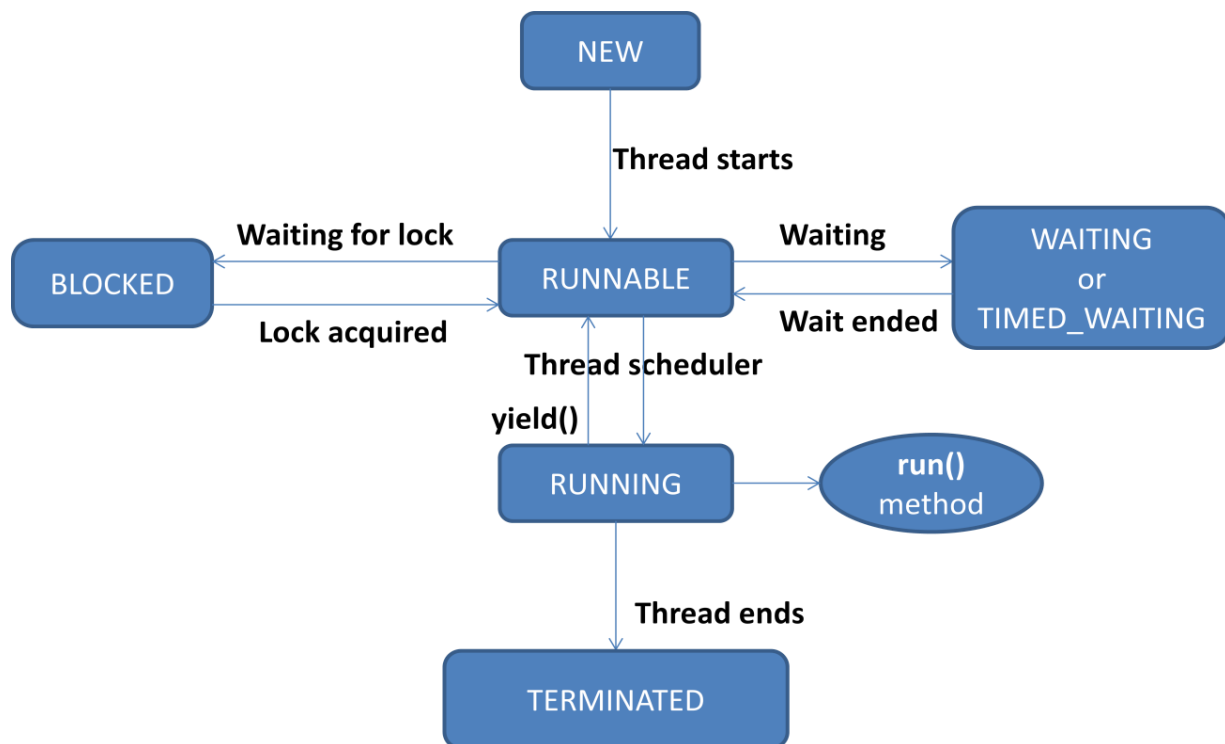 NEW
Thread starts
Waiting for lock
Waiting
BLOCKED
RUNNABLE
WAITING
or
TIMED_WAITING
Lock acquired
Wait ended
Thread scheduler
yield()
RUNNING
run()
method
Thread ends
TERMINATED